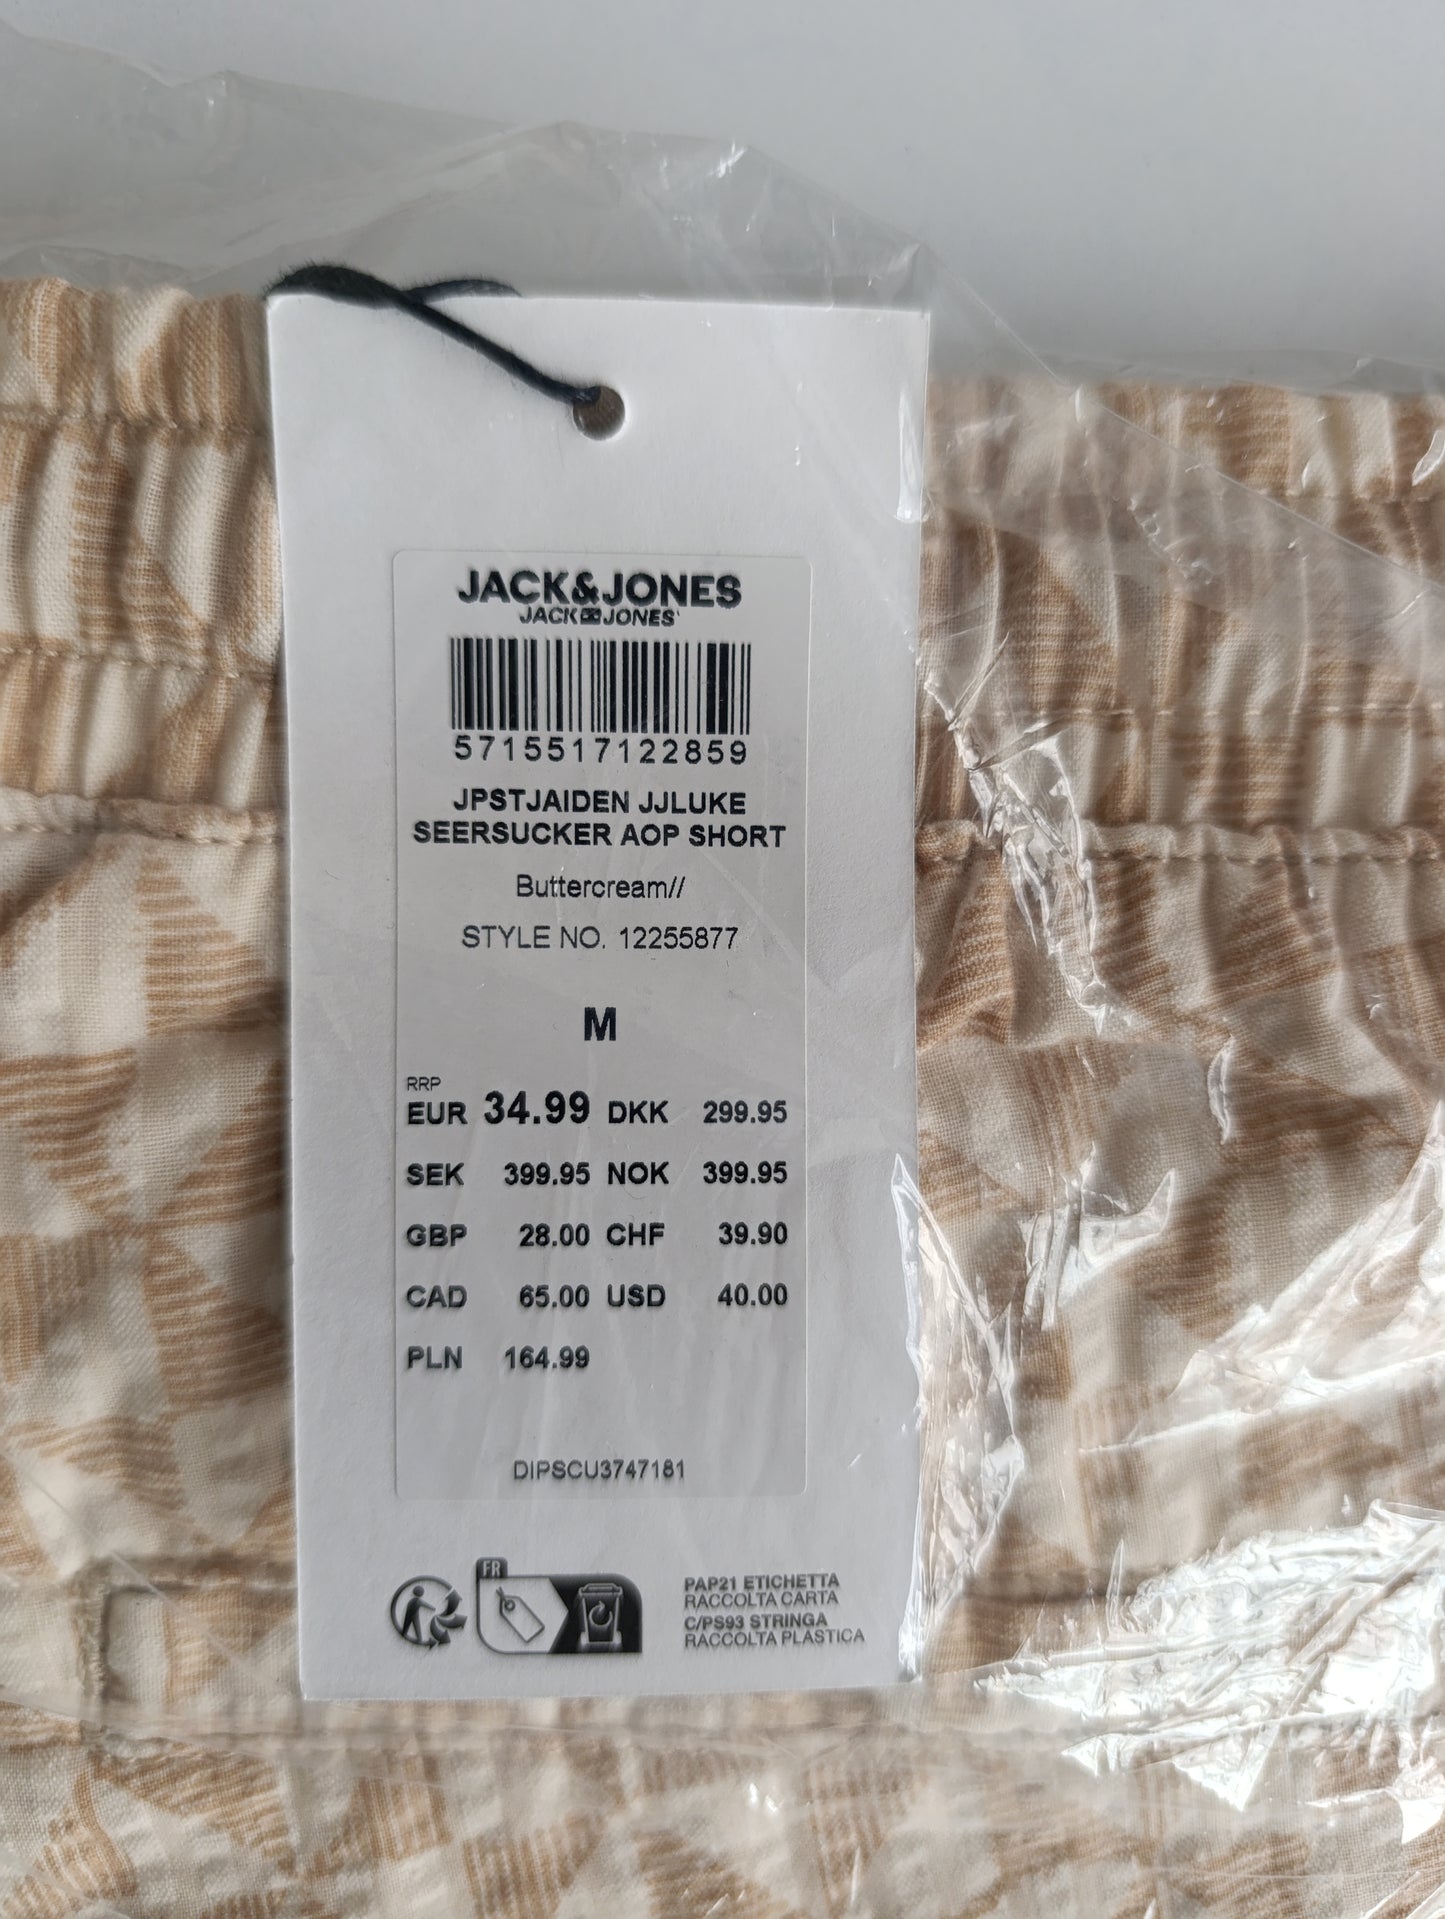 JACK&JONES
JACK&JONES
5715517122859
JPSTJAIDEN JJLUKE
SEERSUCKER AOP SHORT
Buttercream//
STYLE NO. 12255877
M
RRP
EUR 34.99 DKK 299.95
SEK 399.95 NOK 399.95
GBP 28.00 CHF 39.90
CAD 65.00 USD 40.00
PLN 164.99
DIPSCU3747181
FR
PAP21 ETICHETTA
RACCOLTA CARTA
C/PS93 STRINGA
RACCOLTA PLASTICA